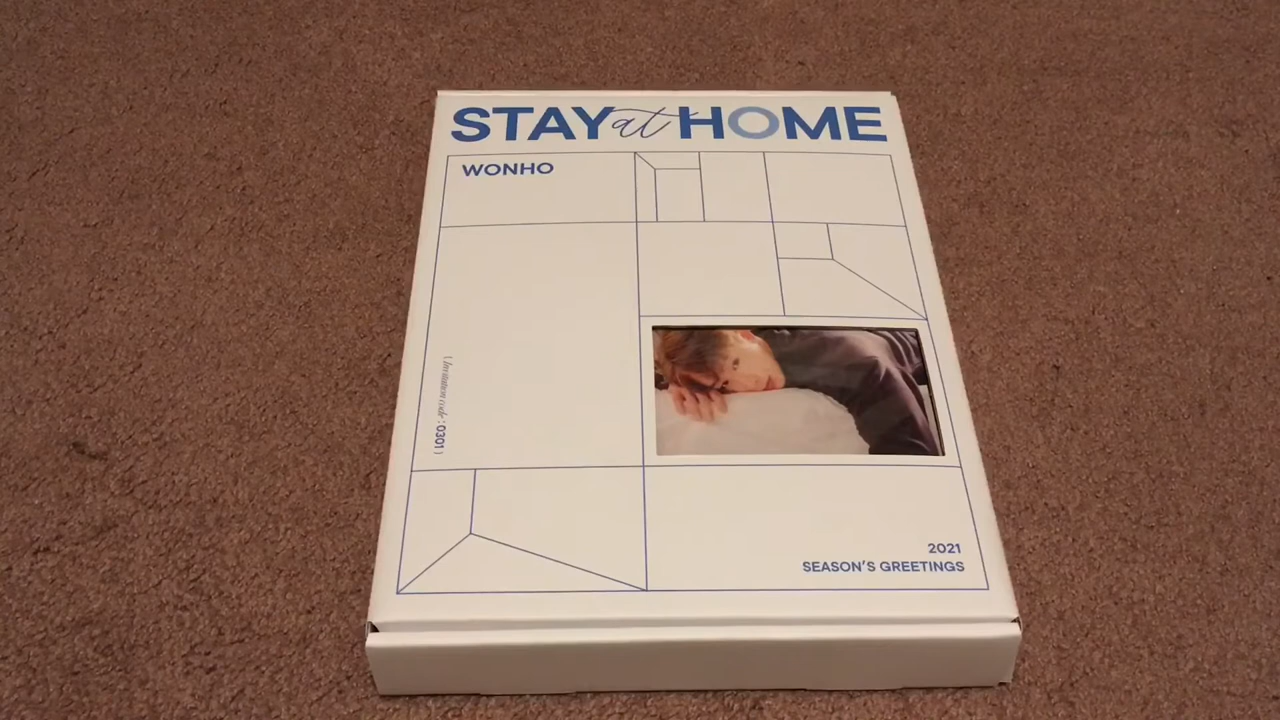 STAY at HOME
WONHO
( Invitation code : 0301 )
2021
SEASON'S GREETINGS